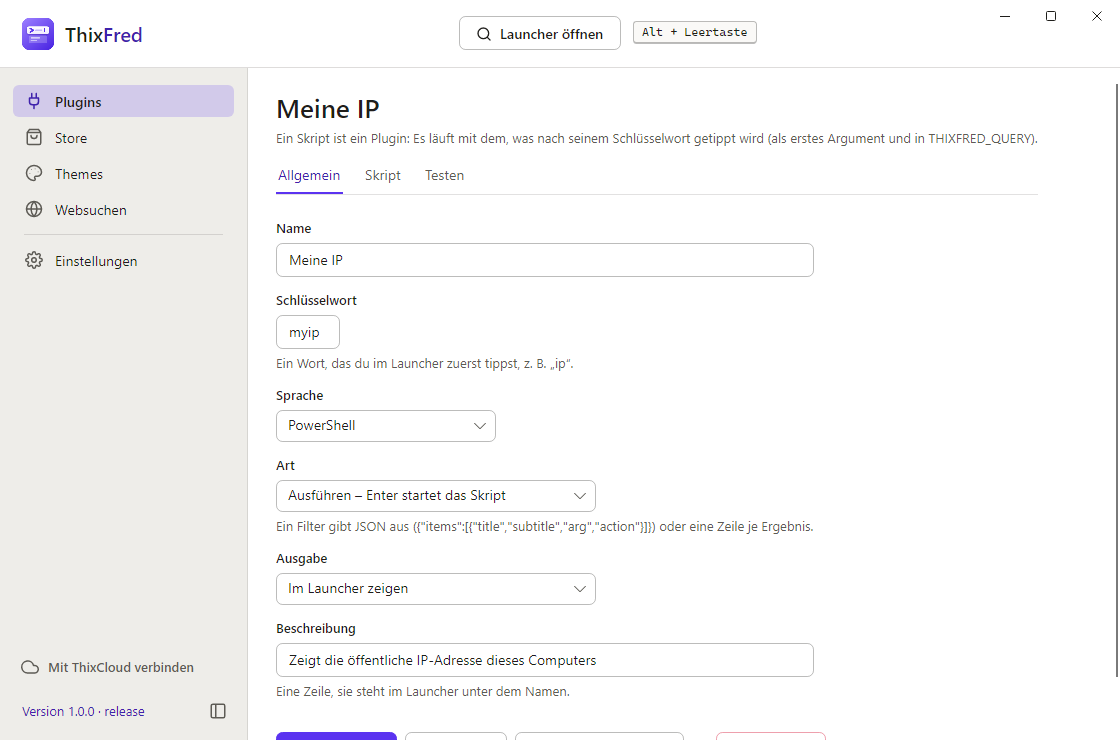 ThixFred
Launcher öffnen
Alt + Leertaste
Plugins
Store
Themes
Websuchen
Einstellungen
Mit ThixCloud verbinden
Version 1.0.0 · release
Meine IP
Ein Skript ist ein Plugin: Es läuft mit dem, was nach seinem Schlüsselwort getippt wird (als erstes Argument und in THIXFRED_QUERY).
Allgemein
Skript
Testen
Name
Meine IP
Schlüsselwort
myip
Ein Wort, das du im Launcher zuerst tippst, z. B. „ip“.
Sprache
PowerShell
Art
Ausführen – Enter startet das Skript
Ein Filter gibt JSON aus ({"items":[{"title","subtitle","arg","action"}]}) oder eine Zeile je Ergebnis.
Ausgabe
Im Launcher zeigen
Beschreibung
Zeigt die öffentliche IP-Adresse dieses Computers
Eine Zeile, sie steht im Launcher unter dem Namen.